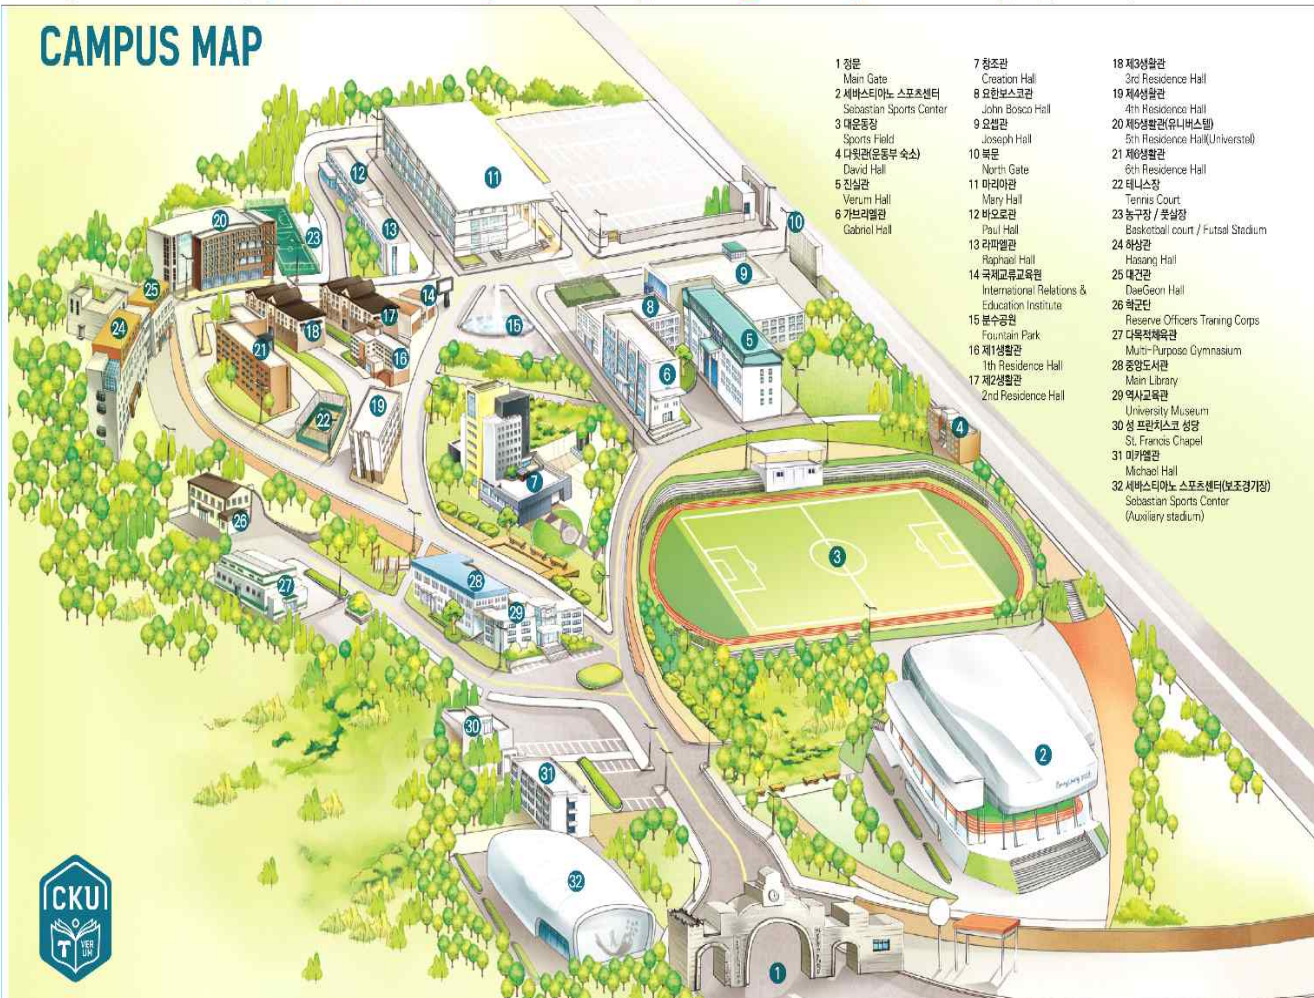 CAMPUS MAP
1 정문
Main Gate
2 세바스티아노 스포츠센터
Sebastian Sports Center
3 대운동장
Sports Field
4 다윗관(운동부 숙소)
David Hall
5 진실관
Verum Hall
6 가브리엘관
Gabriel Hall
7 창조관
Creation Hall
8 요한보스코관
John Bosco Hall
9 요셉관
Joseph Hall
10 북문
North Gate
11 마리아관
Mary Hall
12 바오로관
Paul Hall
13 라파엘관
Raphael Hall
14 국제교류교육원
International Relations &
Education Institute
15 분수공원
Fountain Park
16 제1생활관
1th Residence Hall
17 제2생활관
2nd Residence Hall
18 제3생활관
3rd Residence Hall
19 제4생활관
4th Residence Hall
20 제5생활관(유니버스텔)
5th Residence Hall(Universtel)
21 제6생활관
6th Residence Hall
22 테니스장
Tennis Court
23 농구장 / 풋살장
Basketball court / Futsal Stadium
24 하상관
Hasang Hall
25 대건관
DaeGeon Hall
26 학군단
Reserve Officers Traning Corps
27 다목적체육관
Multi-Purpose Gymnasium
28 중앙도서관
Main Library
29 역사교육관
University Museum
30 성 프란치스코 성당
St. Francis Chapel
31 미카엘관
Michael Hall
32 세바스티아노 스포츠센터(보조경기장)
Sebastian Sports Center
(Auxiliary stadium)
12
11
20
13
23
10
25
14
9
17
8
18
15
24
5
21
16
6
19
22
4
7
26
3
28
27
29
30
2
31
32
1
CKU
T
VER
UM